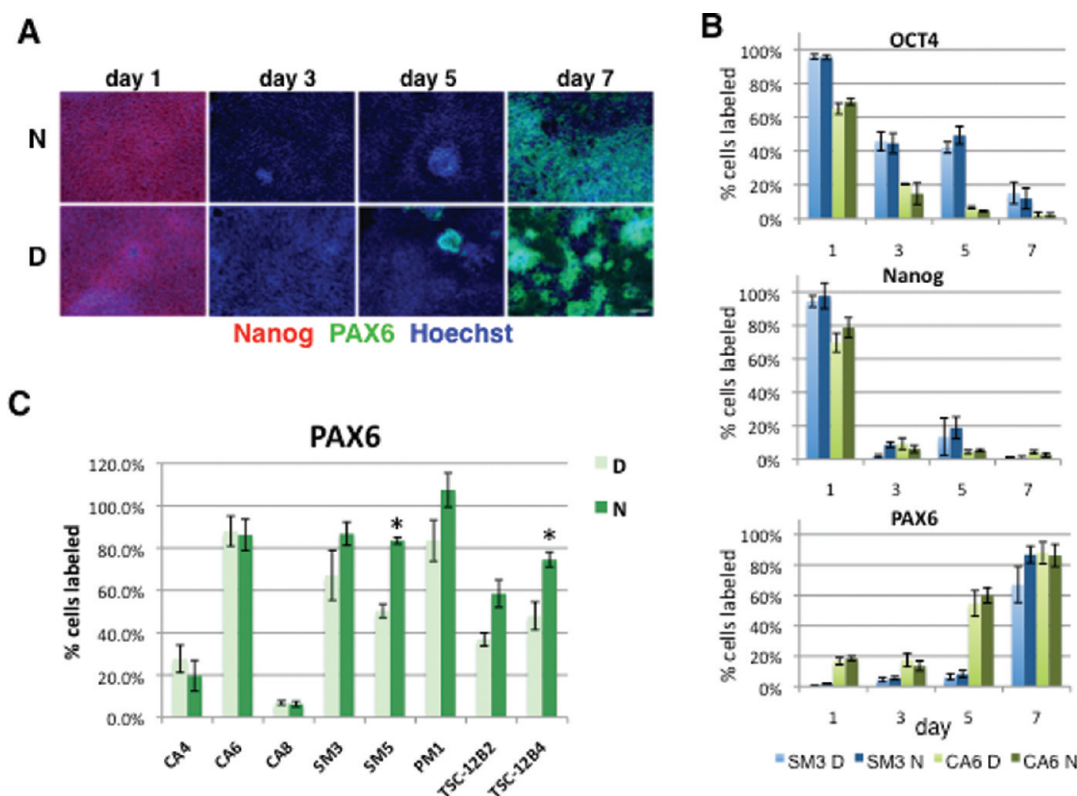 A
day 1 day 3 day 5 day 7
N
D
Nanog PAX6 Hoechst
B
OCT4
% cells labeled
100%
80%
60%
40%
20%
0%
1 3 5 7
Nanog
% cells labeled
100%
80%
60%
40%
20%
0%
1 3 5 7
PAX6
% cells labeled
100%
80%
60%
40%
20%
0%
1 3 5 7
day
SM3 D SM3 N CA6 D CA6 N
C
PAX6
% cells labeled
120.0%
100.0%
80.0%
60.0%
40.0%
20.0%
0.0%
* *
CA4 CA6 CA8 SM3 SM5 PM1 TSC-12B2 TSC-12B4
D
N